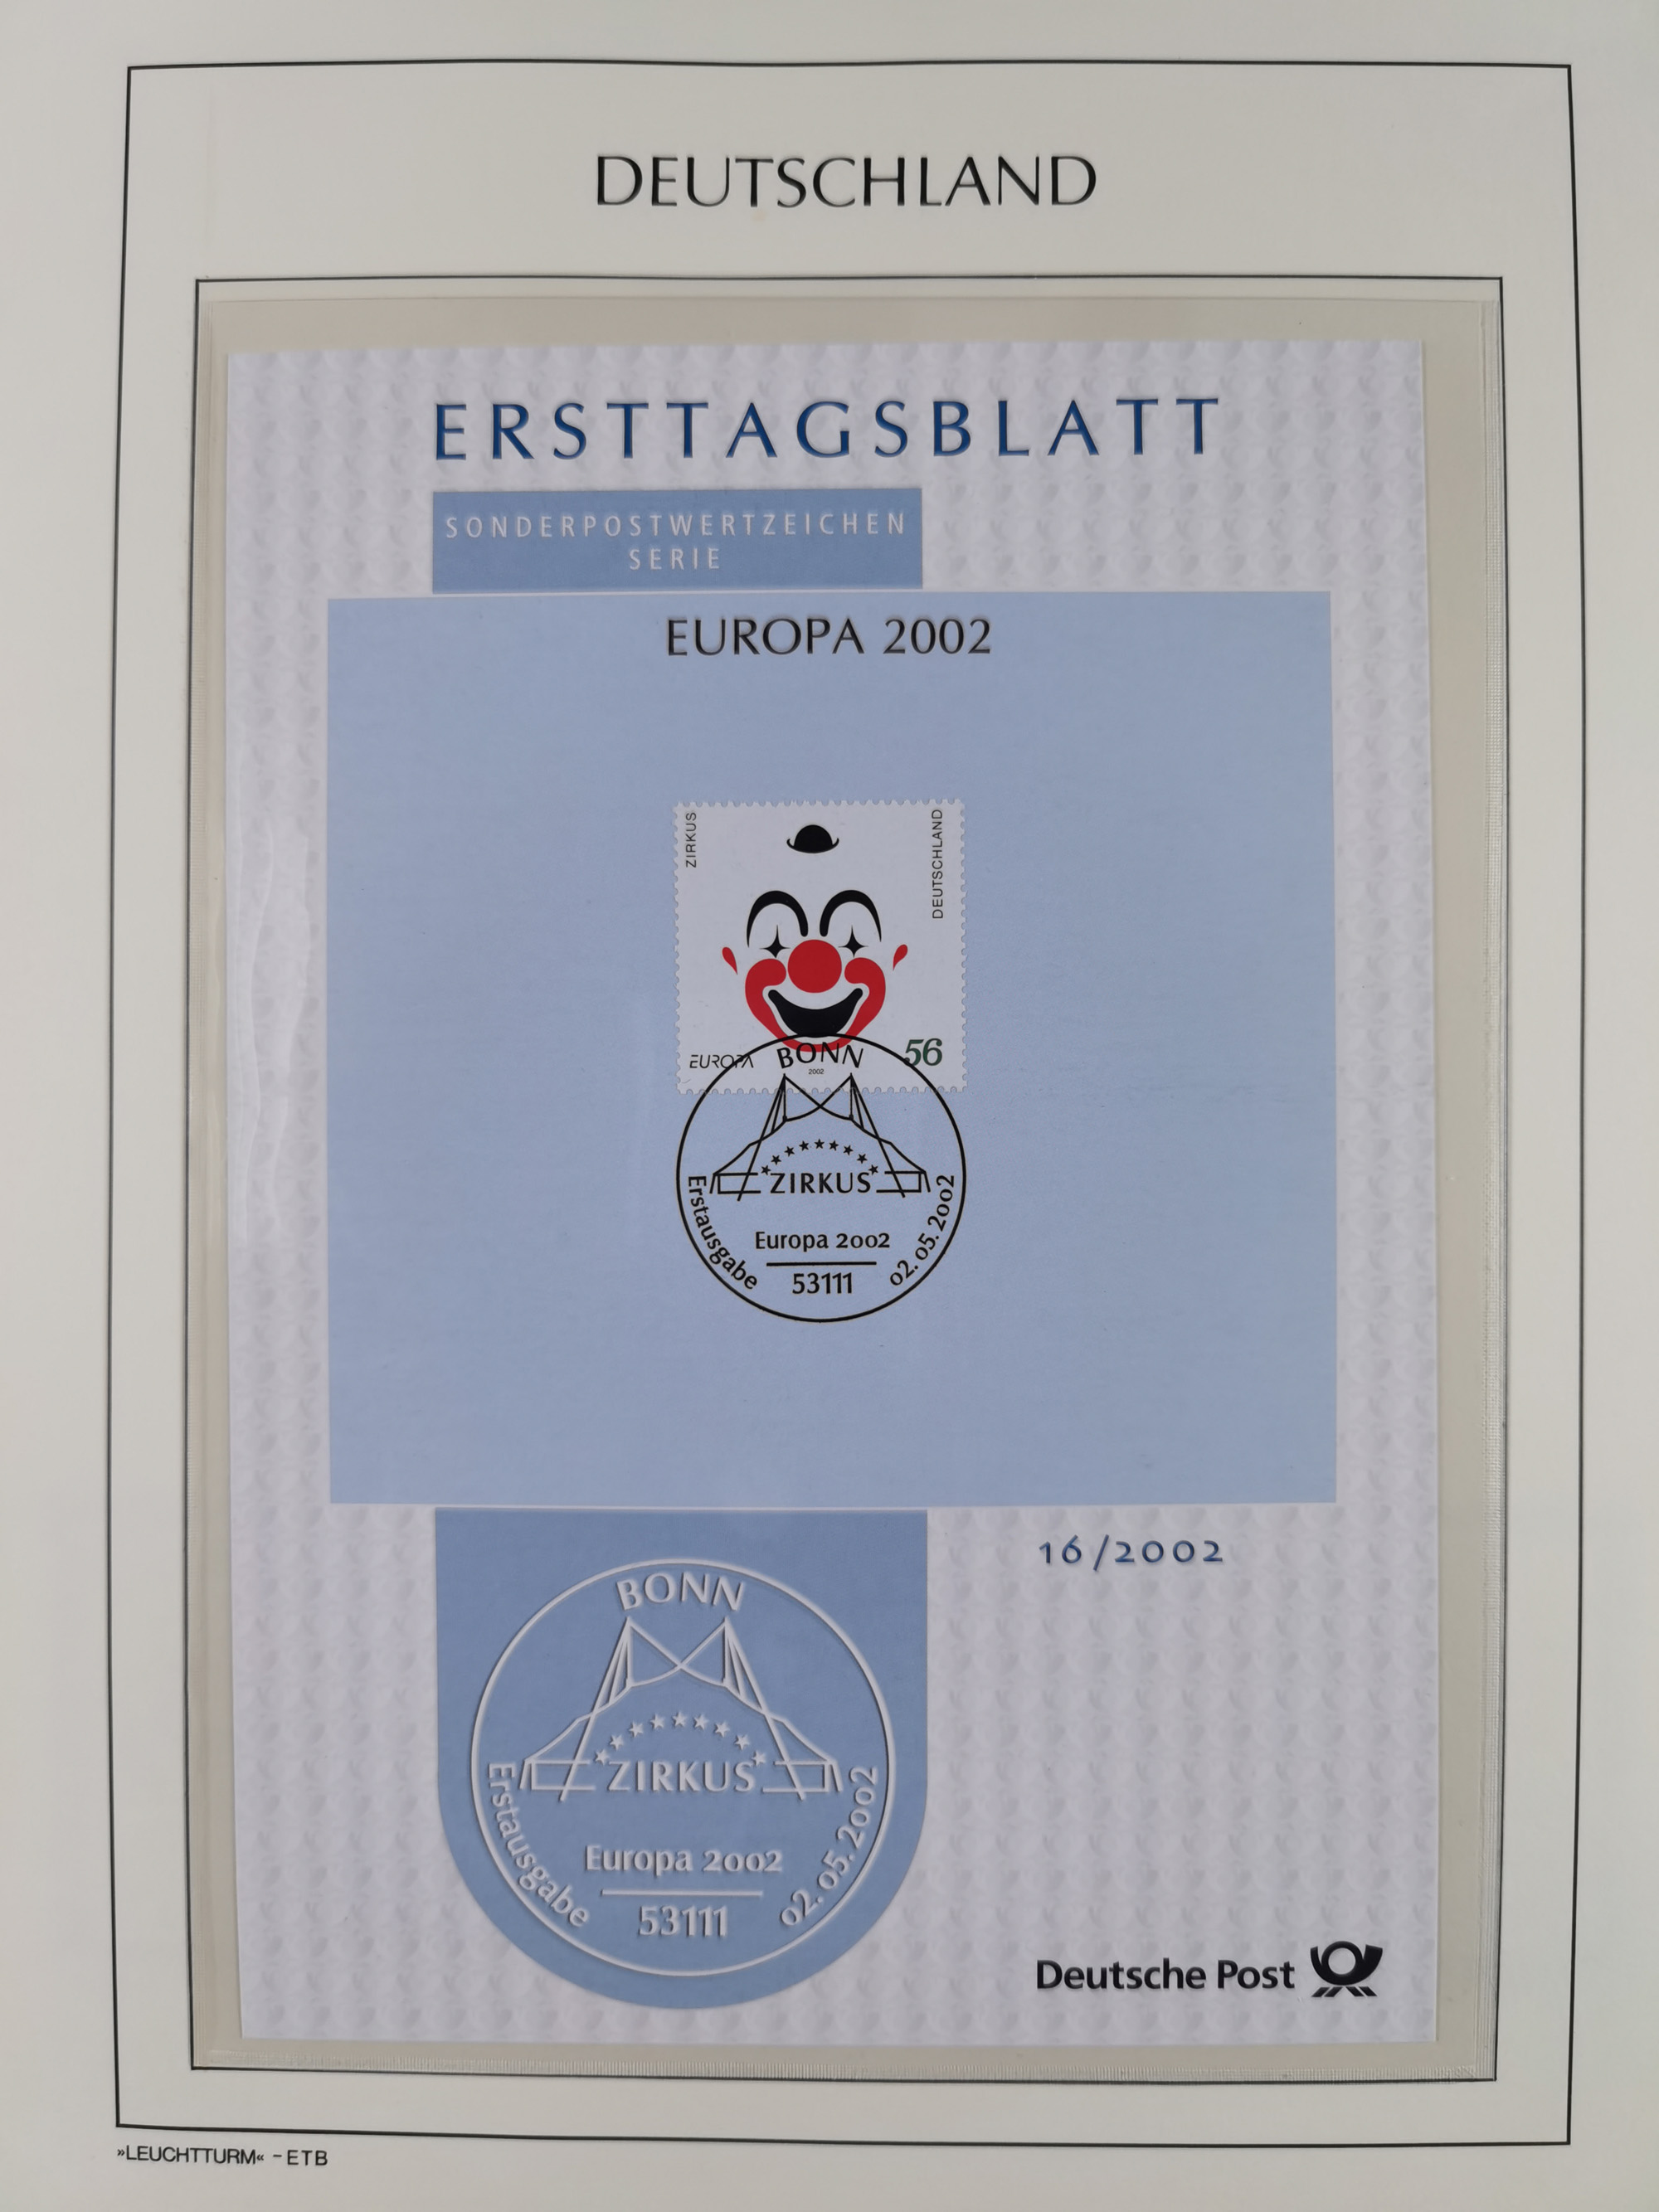 DEUTSCHLAND
ERSTTAGSBLATT
SONDERPOSTWERTZEICHEN
SERIE
EUROPA 2002
ZIRKUS
DEUTSCHLAND
EUROPA
2002
56
BONN
ZIRKUS
Erstausgabe
Europa 2002
02.05.2002
53111
16/2002
BONN
ZIRKUS
Erstausgabe
Europa 2002
02.05.2002
53111
Deutsche Post
»LEUCHTTURM« – ETB